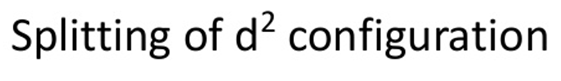 Splitting of d² configuration